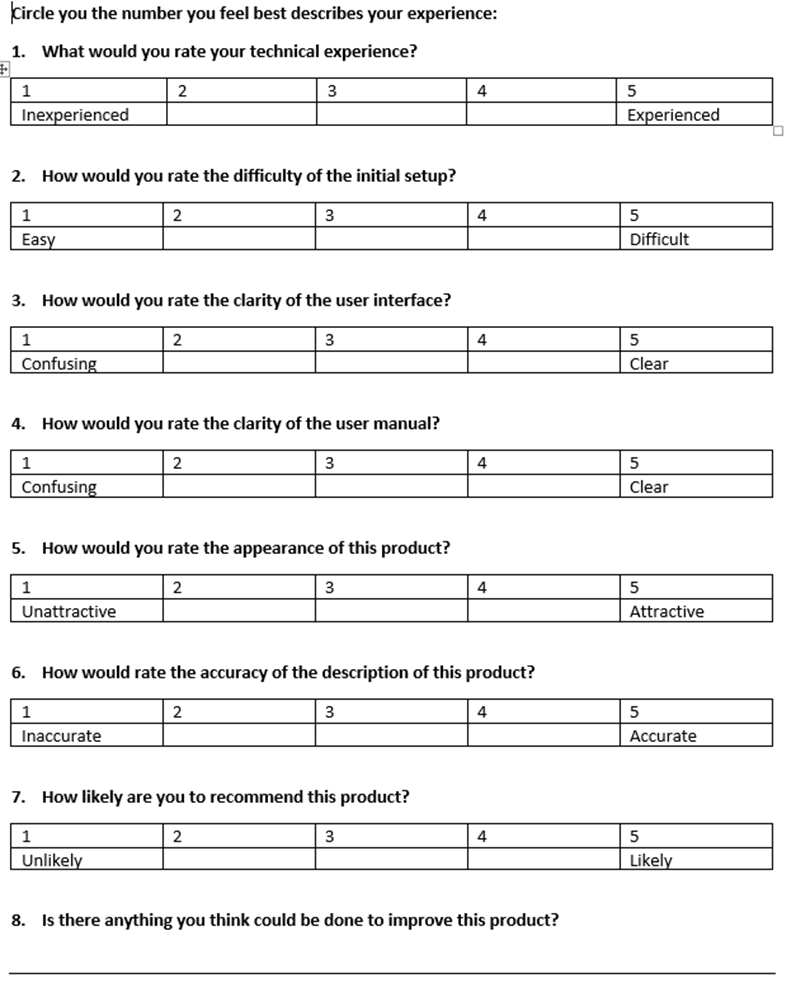 Circle you the number you feel best describes your experience:
1. What would you rate your technical experience?
1 2 3 4 5
Inexperienced Experienced
2. How would you rate the difficulty of the initial setup?
1 2 3 4 5
Easy Difficult
3. How would you rate the clarity of the user interface?
1 2 3 4 5
Confusing Clear
4. How would you rate the clarity of the user manual?
1 2 3 4 5
Confusing Clear
5. How would you rate the appearance of this product?
1 2 3 4 5
Unattractive Attractive
6. How would rate the accuracy of the description of this product?
1 2 3 4 5
Inaccurate Accurate
7. How likely are you to recommend this product?
1 2 3 4 5
Unlikely Likely
8. Is there anything you think could be done to improve this product?